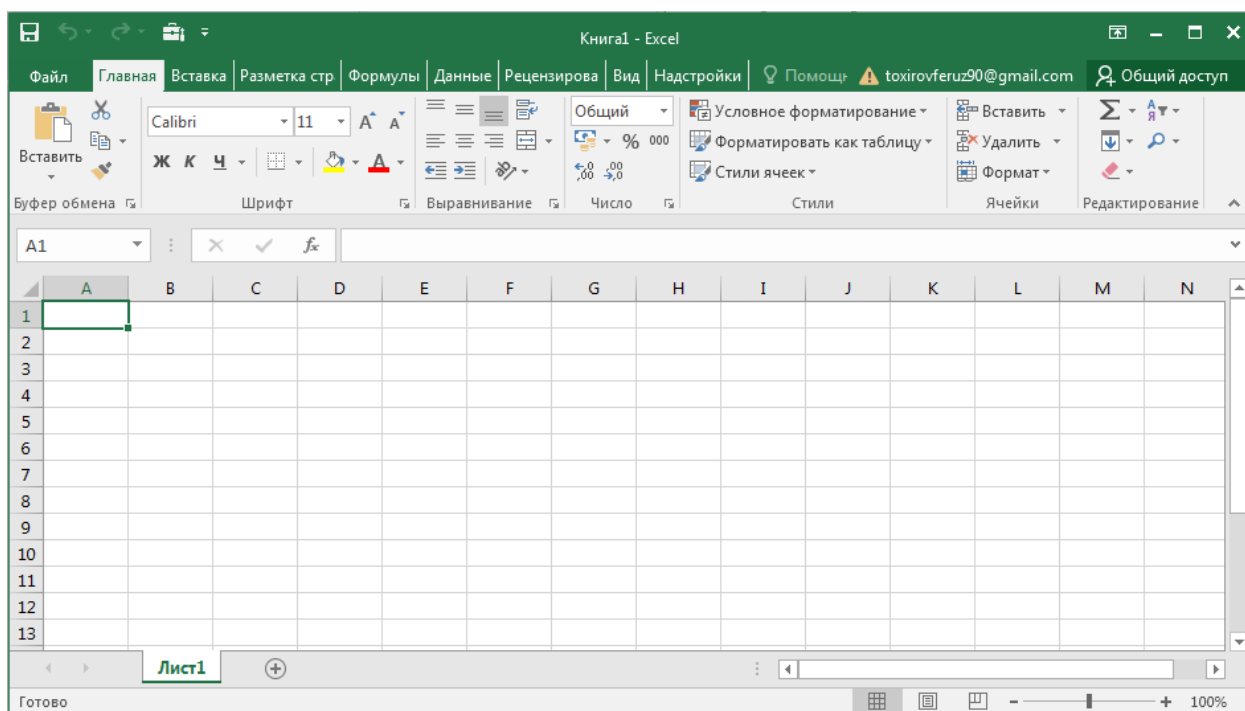 Книга1 - Excel
Файл Главная Вставка Разметка стр Формулы Данные Рецензирова Вид Надстройки Помощь toxirovferuz90@gmail.com Общий доступ
Вставить
Calibri 11
Ж К Ч
Буфер обмена Шрифт Выравнивание
Общий
% 000
Число
Условное форматирование
Форматировать как таблицу
Стили ячеек
Стили
Вставить
Удалить
Формат
Ячейки
Редактирование
A1 fx
A B C D E F G H I J K L M N
1
2
3
4
5
6
7
8
9
10
11
12
13
Лист1
Готово 100%